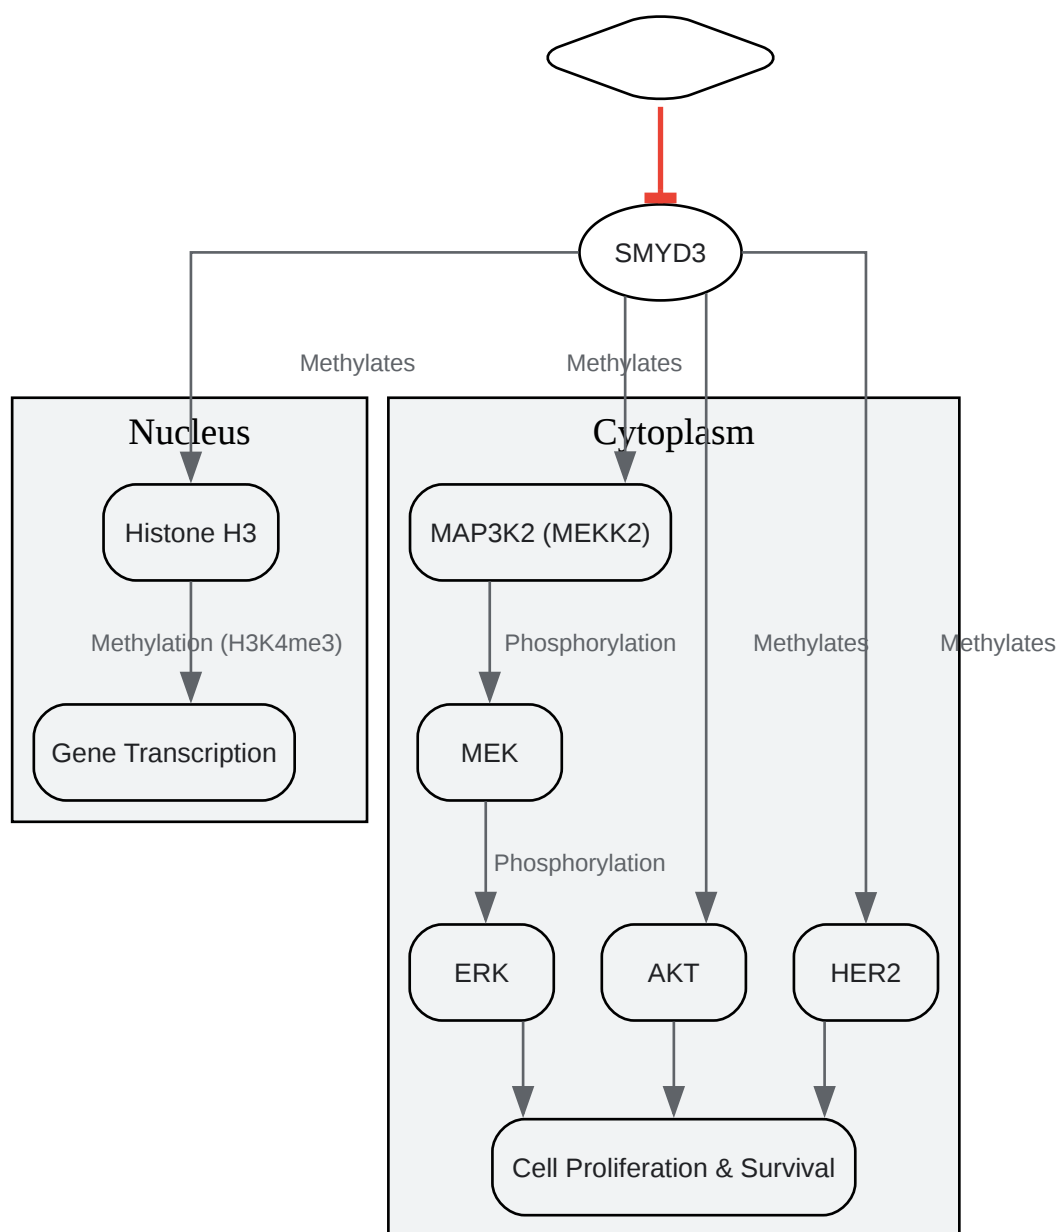 SMYD3
Methylates
Methylates
Nucleus
Cytoplasm
Histone H3
MAP3K2 (MEKK2)
Methylation (H3K4me3)
Phosphorylation
Methylates
Methylates
Gene Transcription
MEK
Phosphorylation
ERK
AKT
HER2
Cell Proliferation & Survival